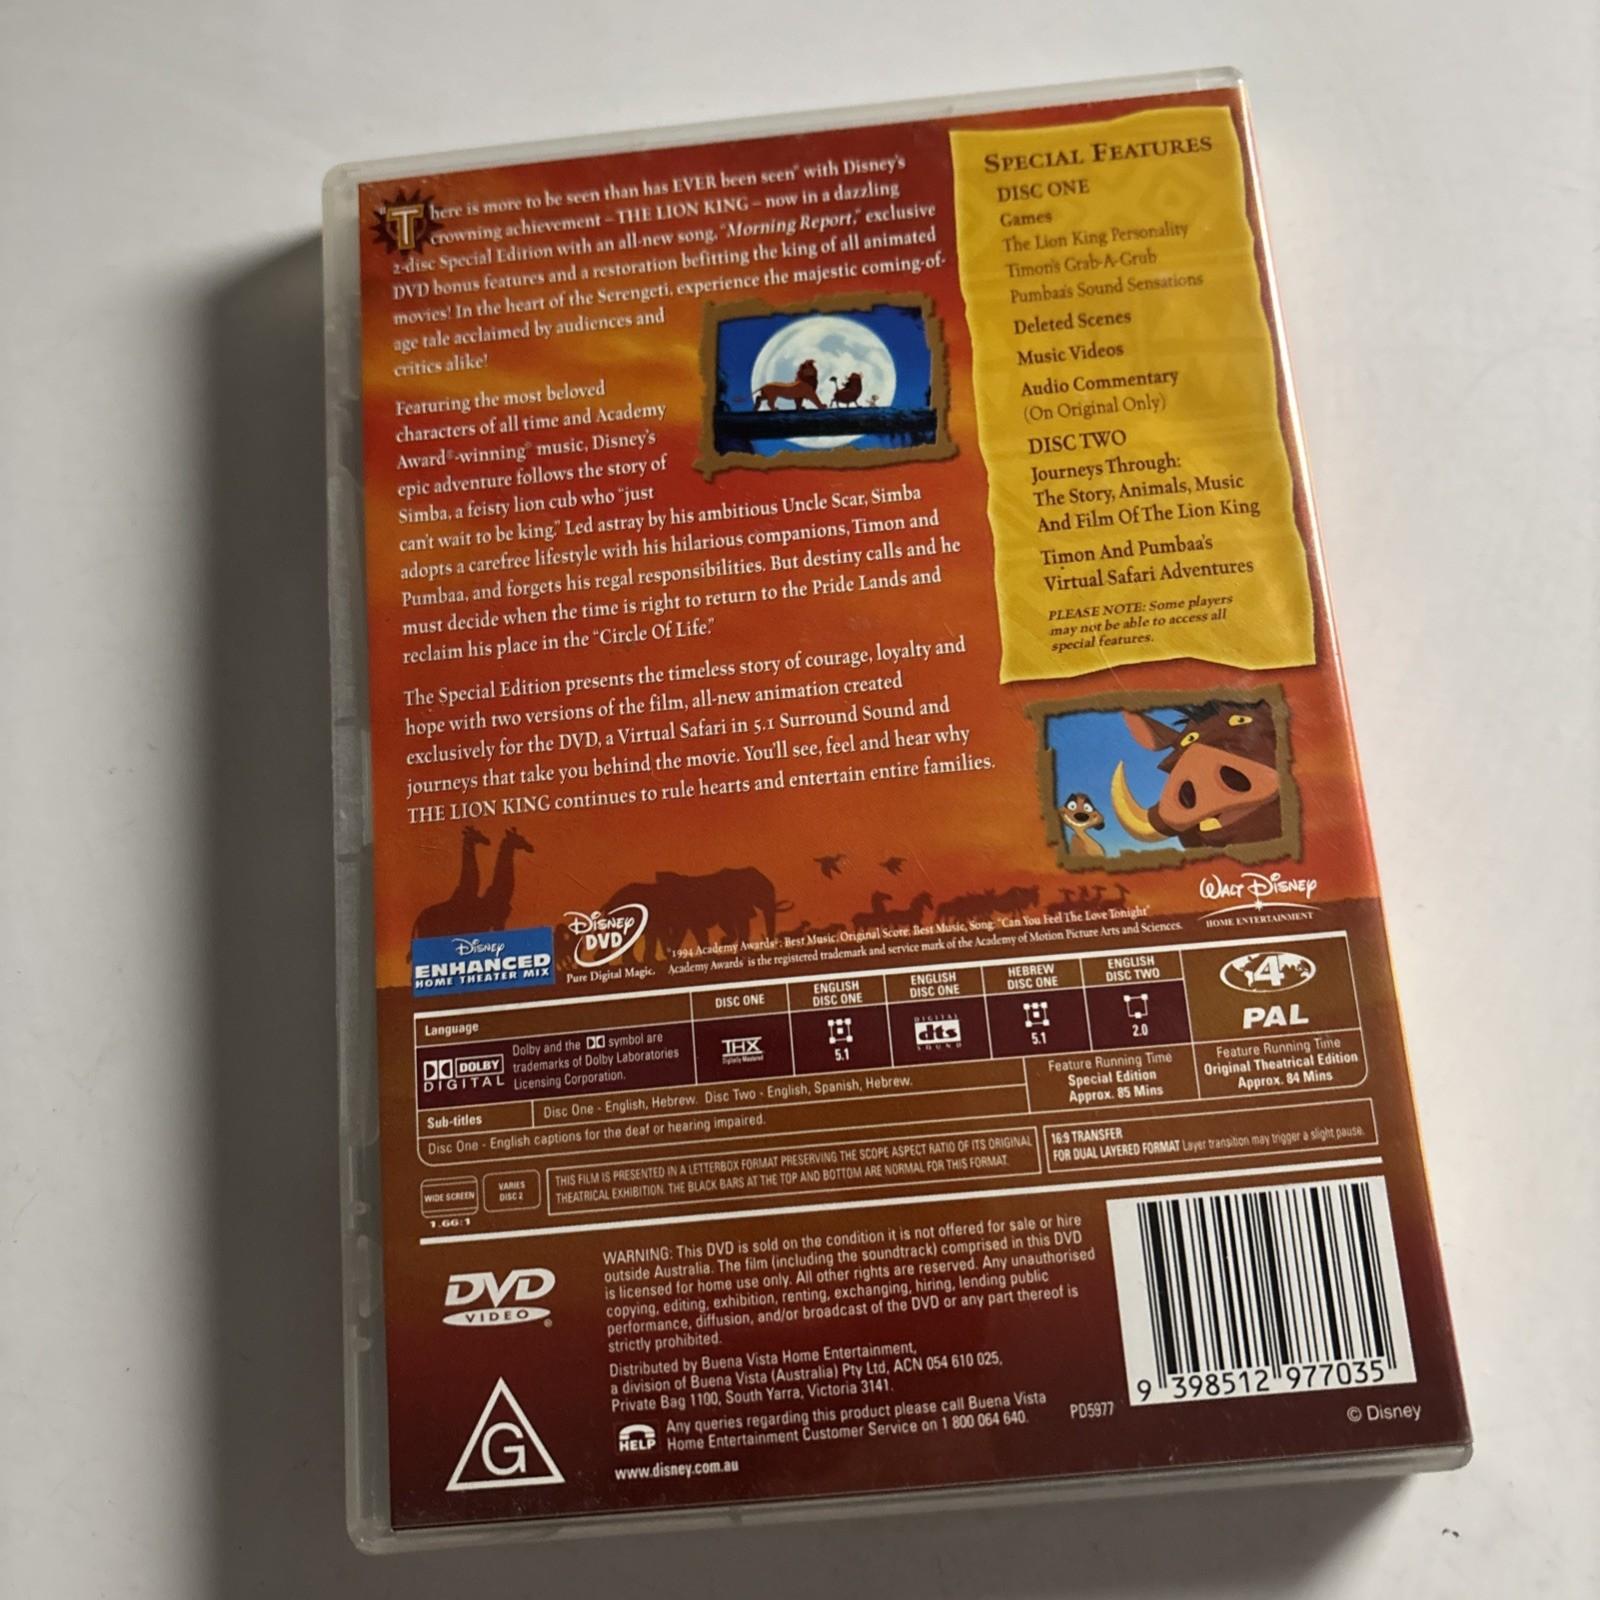 "There is more to be seen than has EVER been seen" with Disney's
crowning achievement – THE LION KING – now in a dazzling
2-disc Special Edition with an all-new song, "Morning Report," exclusive
DVD bonus features and a restoration befitting the king of all animated
movies! In the heart of the Serengeti, experience the majestic coming-of-
age tale acclaimed by audiences and
critics alike!
Featuring the most beloved
characters of all time and Academy
Award®-winning music, Disney's
epic adventure follows the story of
Simba, a feisty lion cub who "just
can't wait to be king." Led astray by his ambitious Uncle Scar, Simba
adopts a carefree lifestyle with his hilarious companions, Timon and
Pumbaa, and forgets his regal responsibilities. But destiny calls and he
must decide when the time is right to return to the Pride Lands and
reclaim his place in the "Circle Of Life."
The Special Edition presents the timeless story of courage, loyalty and
hope with two versions of the film, all-new animation created
exclusively for the DVD, a Virtual Safari in 5.1 Surround Sound and
journeys that take you behind the movie. You'll see, feel and hear why
THE LION KING continues to rule hearts and entertain entire families.
SPECIAL FEATURES
DISC ONE
Games
The Lion King Personality
Timon's Grab-A-Grub
Pumbaa's Sound Sensations
Deleted Scenes
Music Videos
Audio Commentary
(On Original Only)
DISC TWO
Journeys Through:
The Story, Animals, Music
And Film Of The Lion King
Timon And Pumbaa's
Virtual Safari Adventures
PLEASE NOTE: Some players
may not be able to access all
special features.
WALT DISNEY
HOME ENTERTAINMENT
DISNEY
ENHANCED
HOME THEATER MIX
DISNEY
DVD
Pure Digital Magic.
*1994 Academy Awards®: Best Music, Original Score; Best Music, Song: "Can You Feel The Love Tonight"
Academy Awards® is the registered trademark and service mark of the Academy of Motion Picture Arts and Sciences.
Language
DISC ONE
ENGLISH
DISC ONE
ENGLISH
DISC ONE
HEBREW
DISC ONE
ENGLISH
DISC TWO
4
PAL
DOLBY
DIGITAL
Dolby and the symbol are
trademarks of Dolby Laboratories
Licensing Corporation.
THX
Digitally Mastered
5.1
DIGITAL
dts
SOUND
5.1
2.0
Sub-titles
Disc One - English, Hebrew. Disc Two - English, Spanish, Hebrew.
Disc One - English captions for the deaf or hearing impaired.
Feature Running Time
Special Edition
Approx. 85 Mins
Feature Running Time
Original Theatrical Edition
Approx. 84 Mins
WIDE SCREEN
1.66:1
VARIES
DISC 2
THIS FILM IS PRESENTED IN A LETTERBOX FORMAT PRESERVING THE SCOPE ASPECT RATIO OF ITS ORIGINAL
THEATRICAL EXHIBITION. THE BLACK BARS AT THE TOP AND BOTTOM ARE NORMAL FOR THIS FORMAT.
16:9 TRANSFER
FOR DUAL LAYERED FORMAT Layer transition may trigger a slight pause.
DVD
VIDEO
G
WARNING: This DVD is sold on the condition it is not offered for sale or hire
outside Australia. The film (including the soundtrack) comprised in this DVD
is licensed for home use only. All other rights are reserved. Any unauthorised
copying, editing, exhibition, renting, exchanging, hiring, lending public
performance, diffusion, and/or broadcast of the DVD or any part thereof is
strictly prohibited.
Distributed by Buena Vista Home Entertainment,
a division of Buena Vista (Australia) Pty Ltd, ACN 054 610 025,
Private Bag 1100, South Yarra, Victoria 3141.
HELP
Any queries regarding this product please call Buena Vista
Home Entertainment Customer Service on 1 800 064 640.
www.disney.com.au
PD5977
9 398512 977035
© Disney